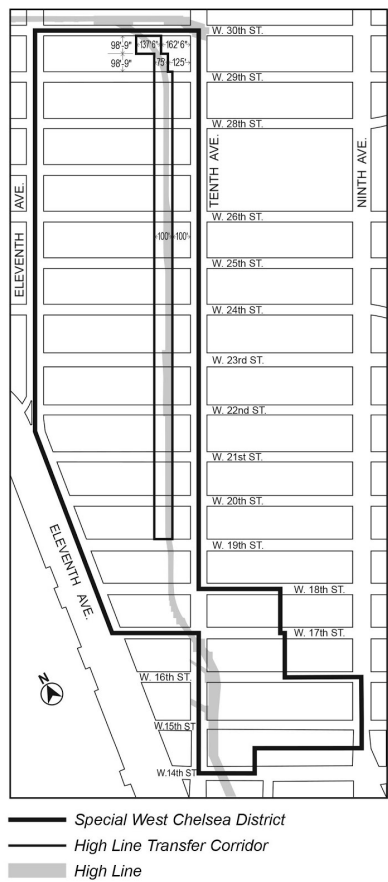 W. 30th ST.
98'-9" 137'6" 162'6"
98'-9" 75' 125'
W. 29th ST.
W. 28th ST.
TENTH AVE.
NINTH AVE.
ELEVENTH AVE.
W. 26th ST.
100' 100'
W. 25th ST.
W. 24th ST.
W. 23rd ST.
W. 22nd ST.
W. 21st ST.
W. 20th ST.
W. 19th ST.
ELEVENTH AVE.
W. 18th ST.
W. 17th ST.
W. 16th ST.
N
W.15th ST.
W.14th ST
Special West Chelsea District
High Line Transfer Corridor
High Line